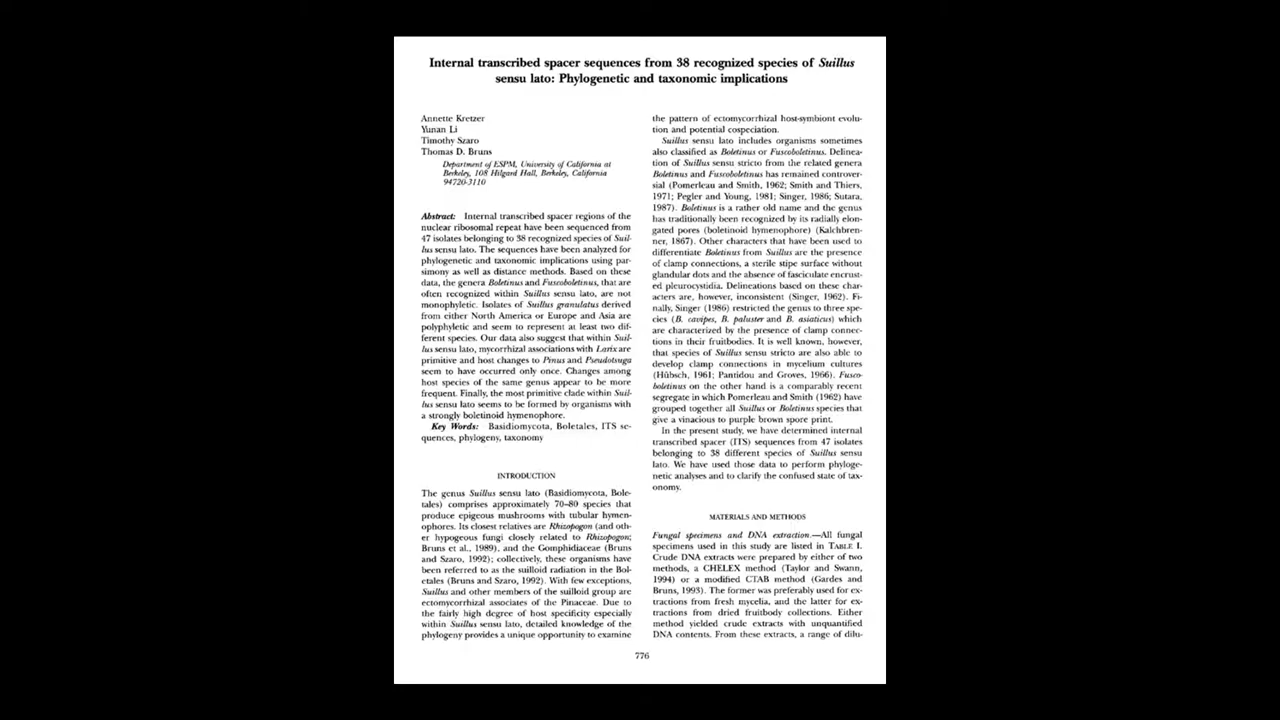 Internal transcribed spacer sequences from 38 recognized species of Suillus
sensu lato: Phylogenetic and taxonomic implications
Annette Kretzer
Yunan Li
Timothy Szaro
Thomas D. Bruns
Department of ESPM, University of California at
Berkeley, 108 Hilgard Hall, Berkeley, California
94720-3110
Abstract: Internal transcribed spacer regions of the
nuclear ribosomal repeat have been sequenced from
47 isolates belonging to 38 recognized species of Suil-
lus sensu lato. The sequences have been analyzed for
phylogenetic and taxonomic implications using par-
simony as well as distance methods. Based on these
data, the genera Boletinus and Fuscoboletinus, that are
often recognized within Suillus sensu lato, are not
monophyletic. Isolates of Suillus granulatus derived
from either North America or Europe and Asia are
polyphyletic and seem to represent at least two dif-
ferent species. Our data also suggest that within Suil-
lus sensu lato, mycorrhizal associations with Larix are
primitive and host changes to Pinus and Pseudotsuga
seem to have occurred only once. Changes among
host species of the same genus appear to be more
frequent. Finally, the most primitive clade within Suil-
lus sensu lato seems to be formed by organisms with
a strongly boletinoid hymenophore.
Key Words: Basidiomycota, Boletales, ITS se-
quences, phylogeny, taxonomy
INTRODUCTION
The genus Suillus sensu lato (Basidiomycota, Bole-
tales) comprises approximately 70–80 species that
produce epigeous mushrooms with tubular hymen-
ophores. Its closest relatives are Rhizopogon (and oth-
er hypogeous fungi closely related to Rhizopogon;
Bruns et al., 1989), and the Gomphidiaceae (Bruns
and Szaro, 1992); collectively, these organisms have
been referred to as the suilloid radiation in the Bol-
etales (Bruns and Szaro, 1992). With few exceptions,
Suillus and other members of the suilloid group are
ectomycorrhizal associates of the Pinaceae. Due to
the fairly high degree of host specificity especially
within Suillus sensu lato, detailed knowledge of the
phylogeny provides a unique opportunity to examine
the pattern of ectomycorrhizal host-symbiont evolu-
tion and potential cospeciation.
Suillus sensu lato includes organisms sometimes
also classified as Boletinus or Fuscoboletinus. Delinea-
tion of Suillus sensu stricto from the related genera
Boletinus and Fuscoboletinus has remained controver-
sial (Pomerleau and Smith, 1962; Smith and Thiers,
1971; Pegler and Young, 1981; Singer, 1986; Sutara,
1987). Boletinus is a rather old name and the genus
has traditionally been recognized by its radially elon-
gated pores (boletinoid hymenophore) (Kalchbren-
ner, 1867). Other characters that have been used to
differentiate Boletinus from Suillus are the presence
of clamp connections, a sterile stipe surface without
glandular dots and the absence of fasciculate encrust-
ed pleurocystidia. Delineations based on these char-
acters are, however, inconsistent (Singer, 1962). Fi-
nally, Singer (1986) restricted the genus to three spe-
cies (B. cavipes, B. paluster and B. asiaticus) which
are characterized by the presence of clamp connec-
tions in their fruitbodies. It is well known, however,
that species of Suillus sensu stricto are also able to
develop clamp connections in mycelium cultures
(Hübsch, 1961; Pantidou and Groves, 1966). Fusco-
boletinus on the other hand is a comparably recent
segregate in which Pomerleau and Smith (1962) have
grouped together all Suillus or Boletinus species that
give a vinacious to purple brown spore print.
In the present study, we have determined internal
transcribed spacer (ITS) sequences from 47 isolates
belonging to 38 different species of Suillus sensu
lato. We have used those data to perform phyloge-
netic analyses and to clarify the confused state of tax-
onomy.
MATERIALS AND METHODS
Fungal specimens and DNA extraction.—All fungal
specimens used in this study are listed in TABLE I.
Crude DNA extracts were prepared by either of two
methods, a CHELEX method (Taylor and Swann,
1994) or a modified CTAB method (Gardes and
Bruns, 1993). The former was preferably used for ex-
tractions from fresh mycelia, and the latter for ex-
tractions from dried fruitbody collections. Either
method yielded crude extracts with unquantified
DNA contents. From these extracts, a range of dilu-
776